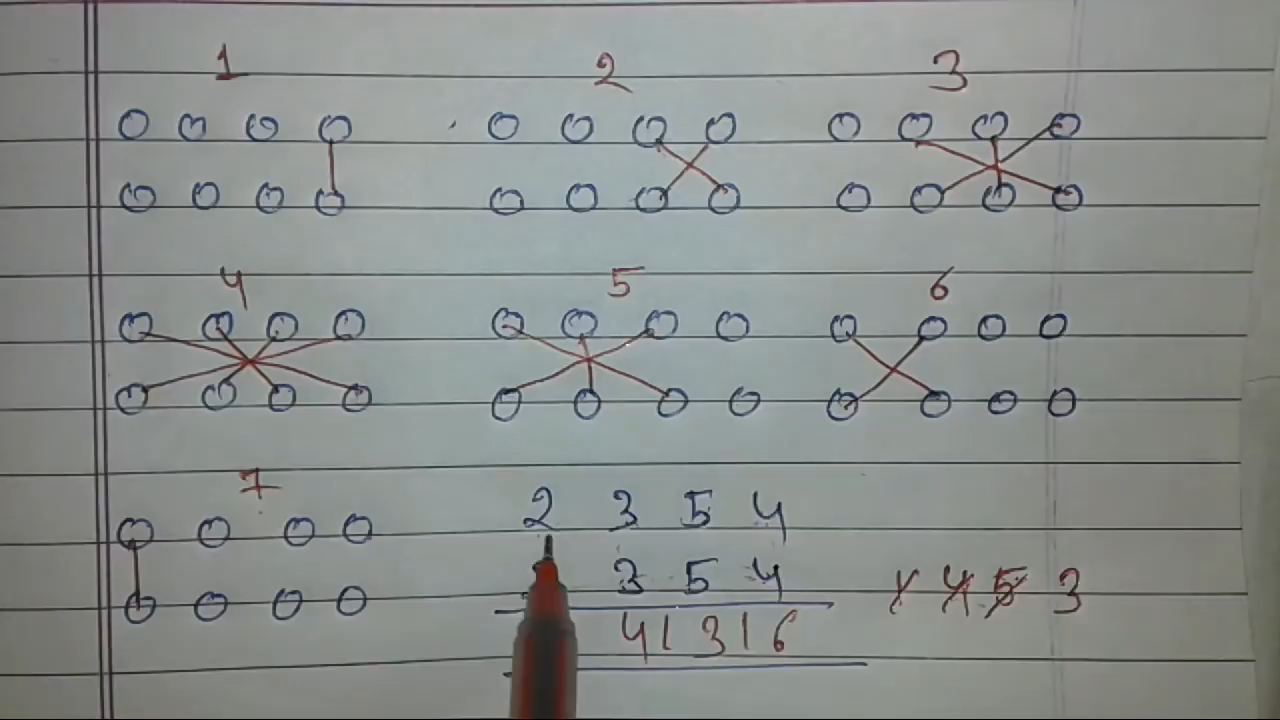 1 2 3
4 5 6
7
2 3 5 4
3 5 4
1 4 5 3
4 1 3 1 6